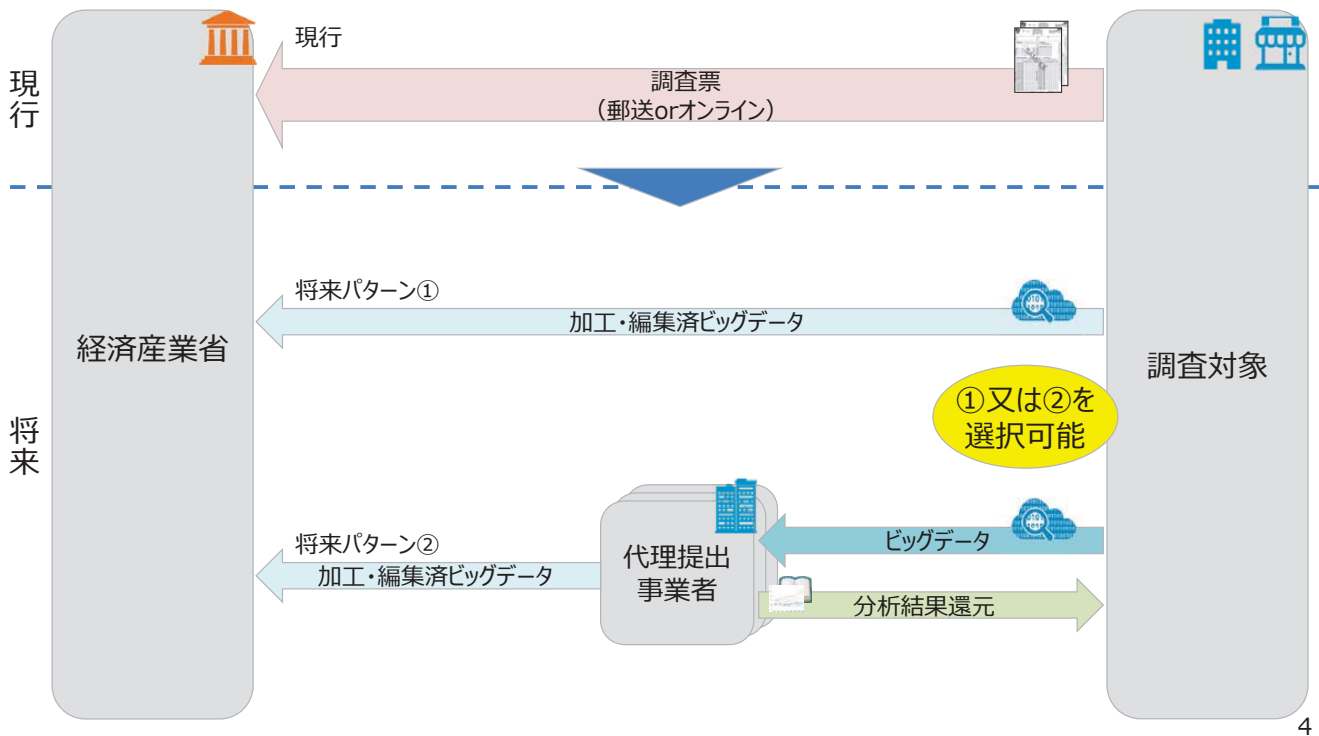 現行
現行
調査票
（郵送orオンライン）
将来
経済産業省
調査対象
将来パターン①
加工・編集済ビッグデータ
①又は②を
選択可能
将来パターン②
加工・編集済ビッグデータ
代理提出
事業者
ビッグデータ
分析結果還元
4